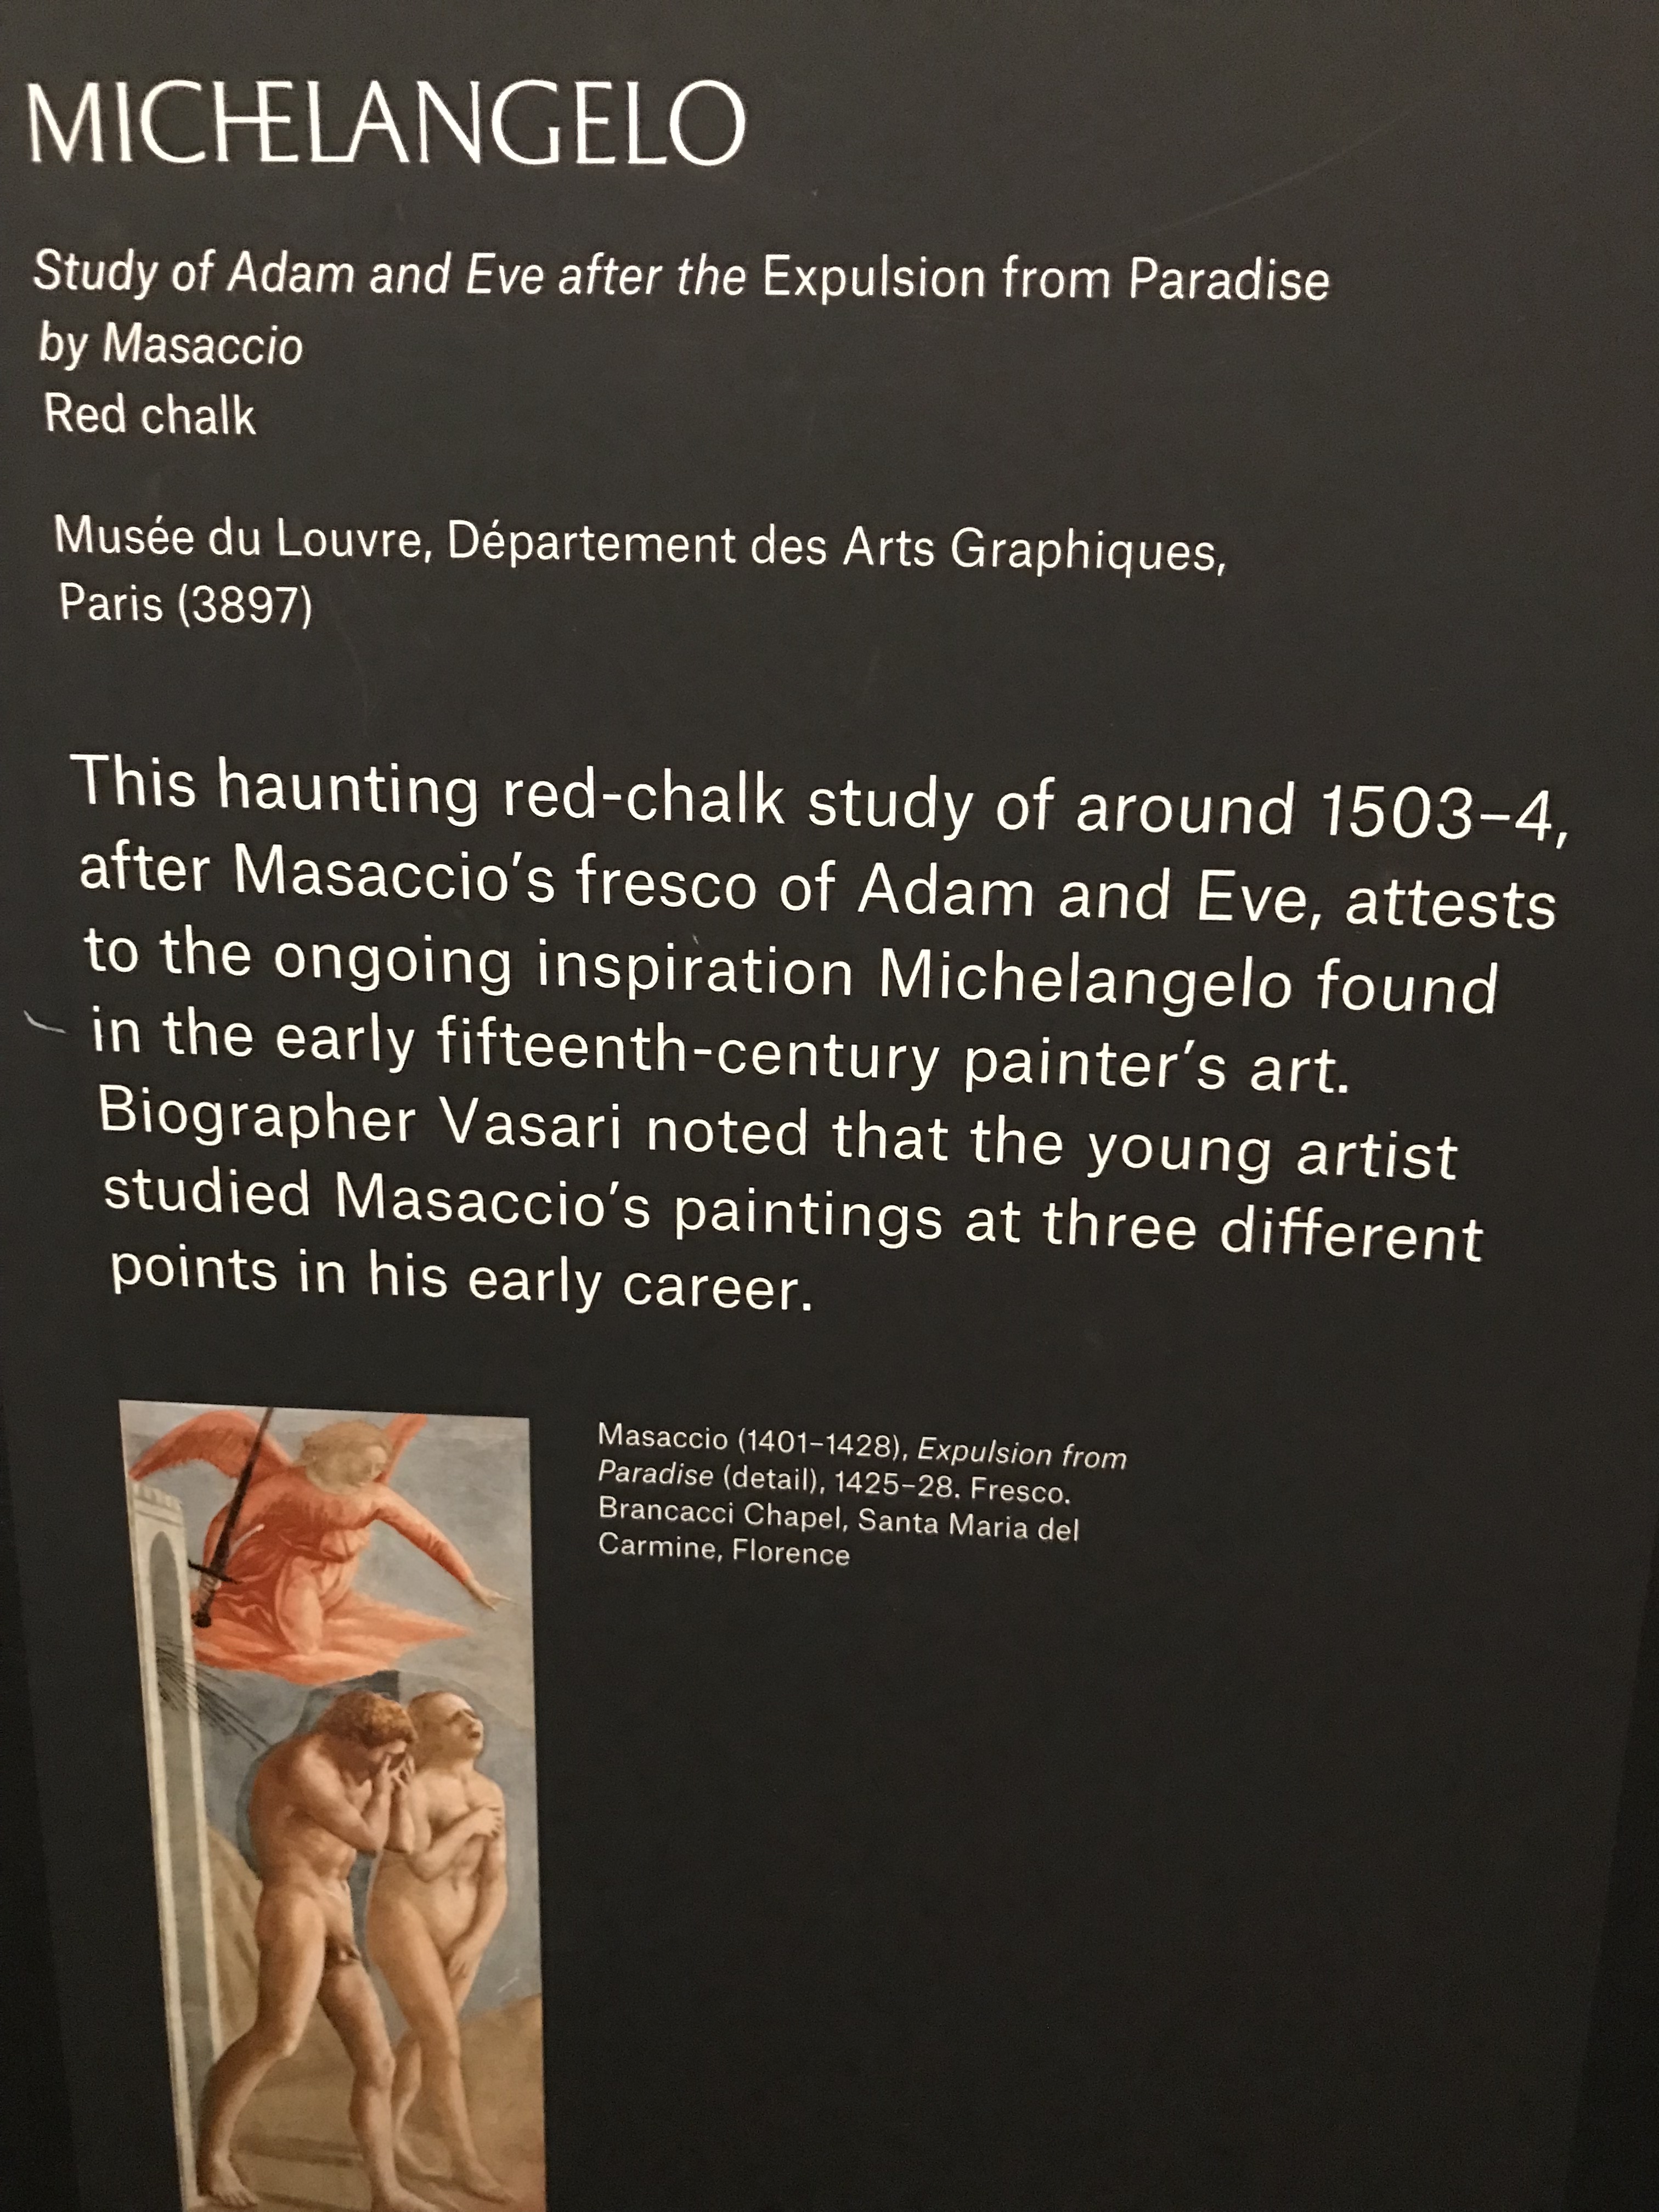 MICHELANGELO
Study of Adam and Eve after the Expulsion from Paradise
by Masaccio
Red chalk
Musée du Louvre, Département des Arts Graphiques,
Paris (3897)
This haunting red-chalk study of around 1503–4,
after Masaccio’s fresco of Adam and Eve, attests
to the ongoing inspiration Michelangelo found
in the early fifteenth-century painter’s art.
Biographer Vasari noted that the young artist
studied Masaccio’s paintings at three different
points in his early career.
Masaccio (1401–1428), Expulsion from
Paradise (detail), 1425–28. Fresco.
Brancacci Chapel, Santa Maria del
Carmine, Florence